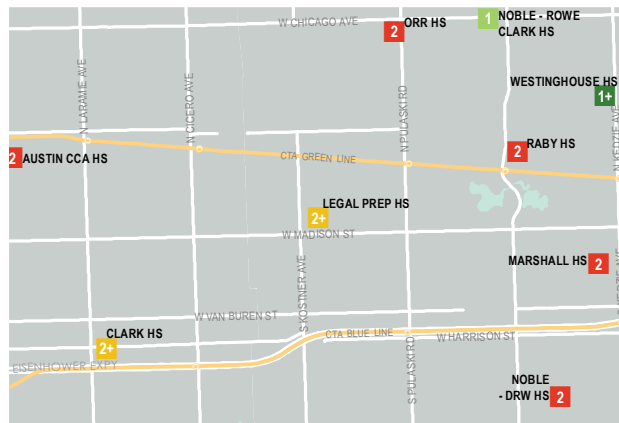 W CHICAGO AVE
2
ORR HS
1
NOBLE - ROWE
CLARK HS
WESTINGHOUSE HS
1+
N LARAMIE AVE
N CICERO AVE
N PULASKI RD
N KEDZIE AVE
2
AUSTIN CCA HS
CTA GREEN LINE
2
RABY HS
LEGAL PREP HS
2+
W MADISON ST
S KOSTNER AVE
MARSHALL HS
2
W VAN BUREN ST
CLARK HS
2+
CTA BLUE LINE
W HARRISON ST
EISENHOWER EXPY
S PULASKI RD
NOBLE
- DRW HS
2